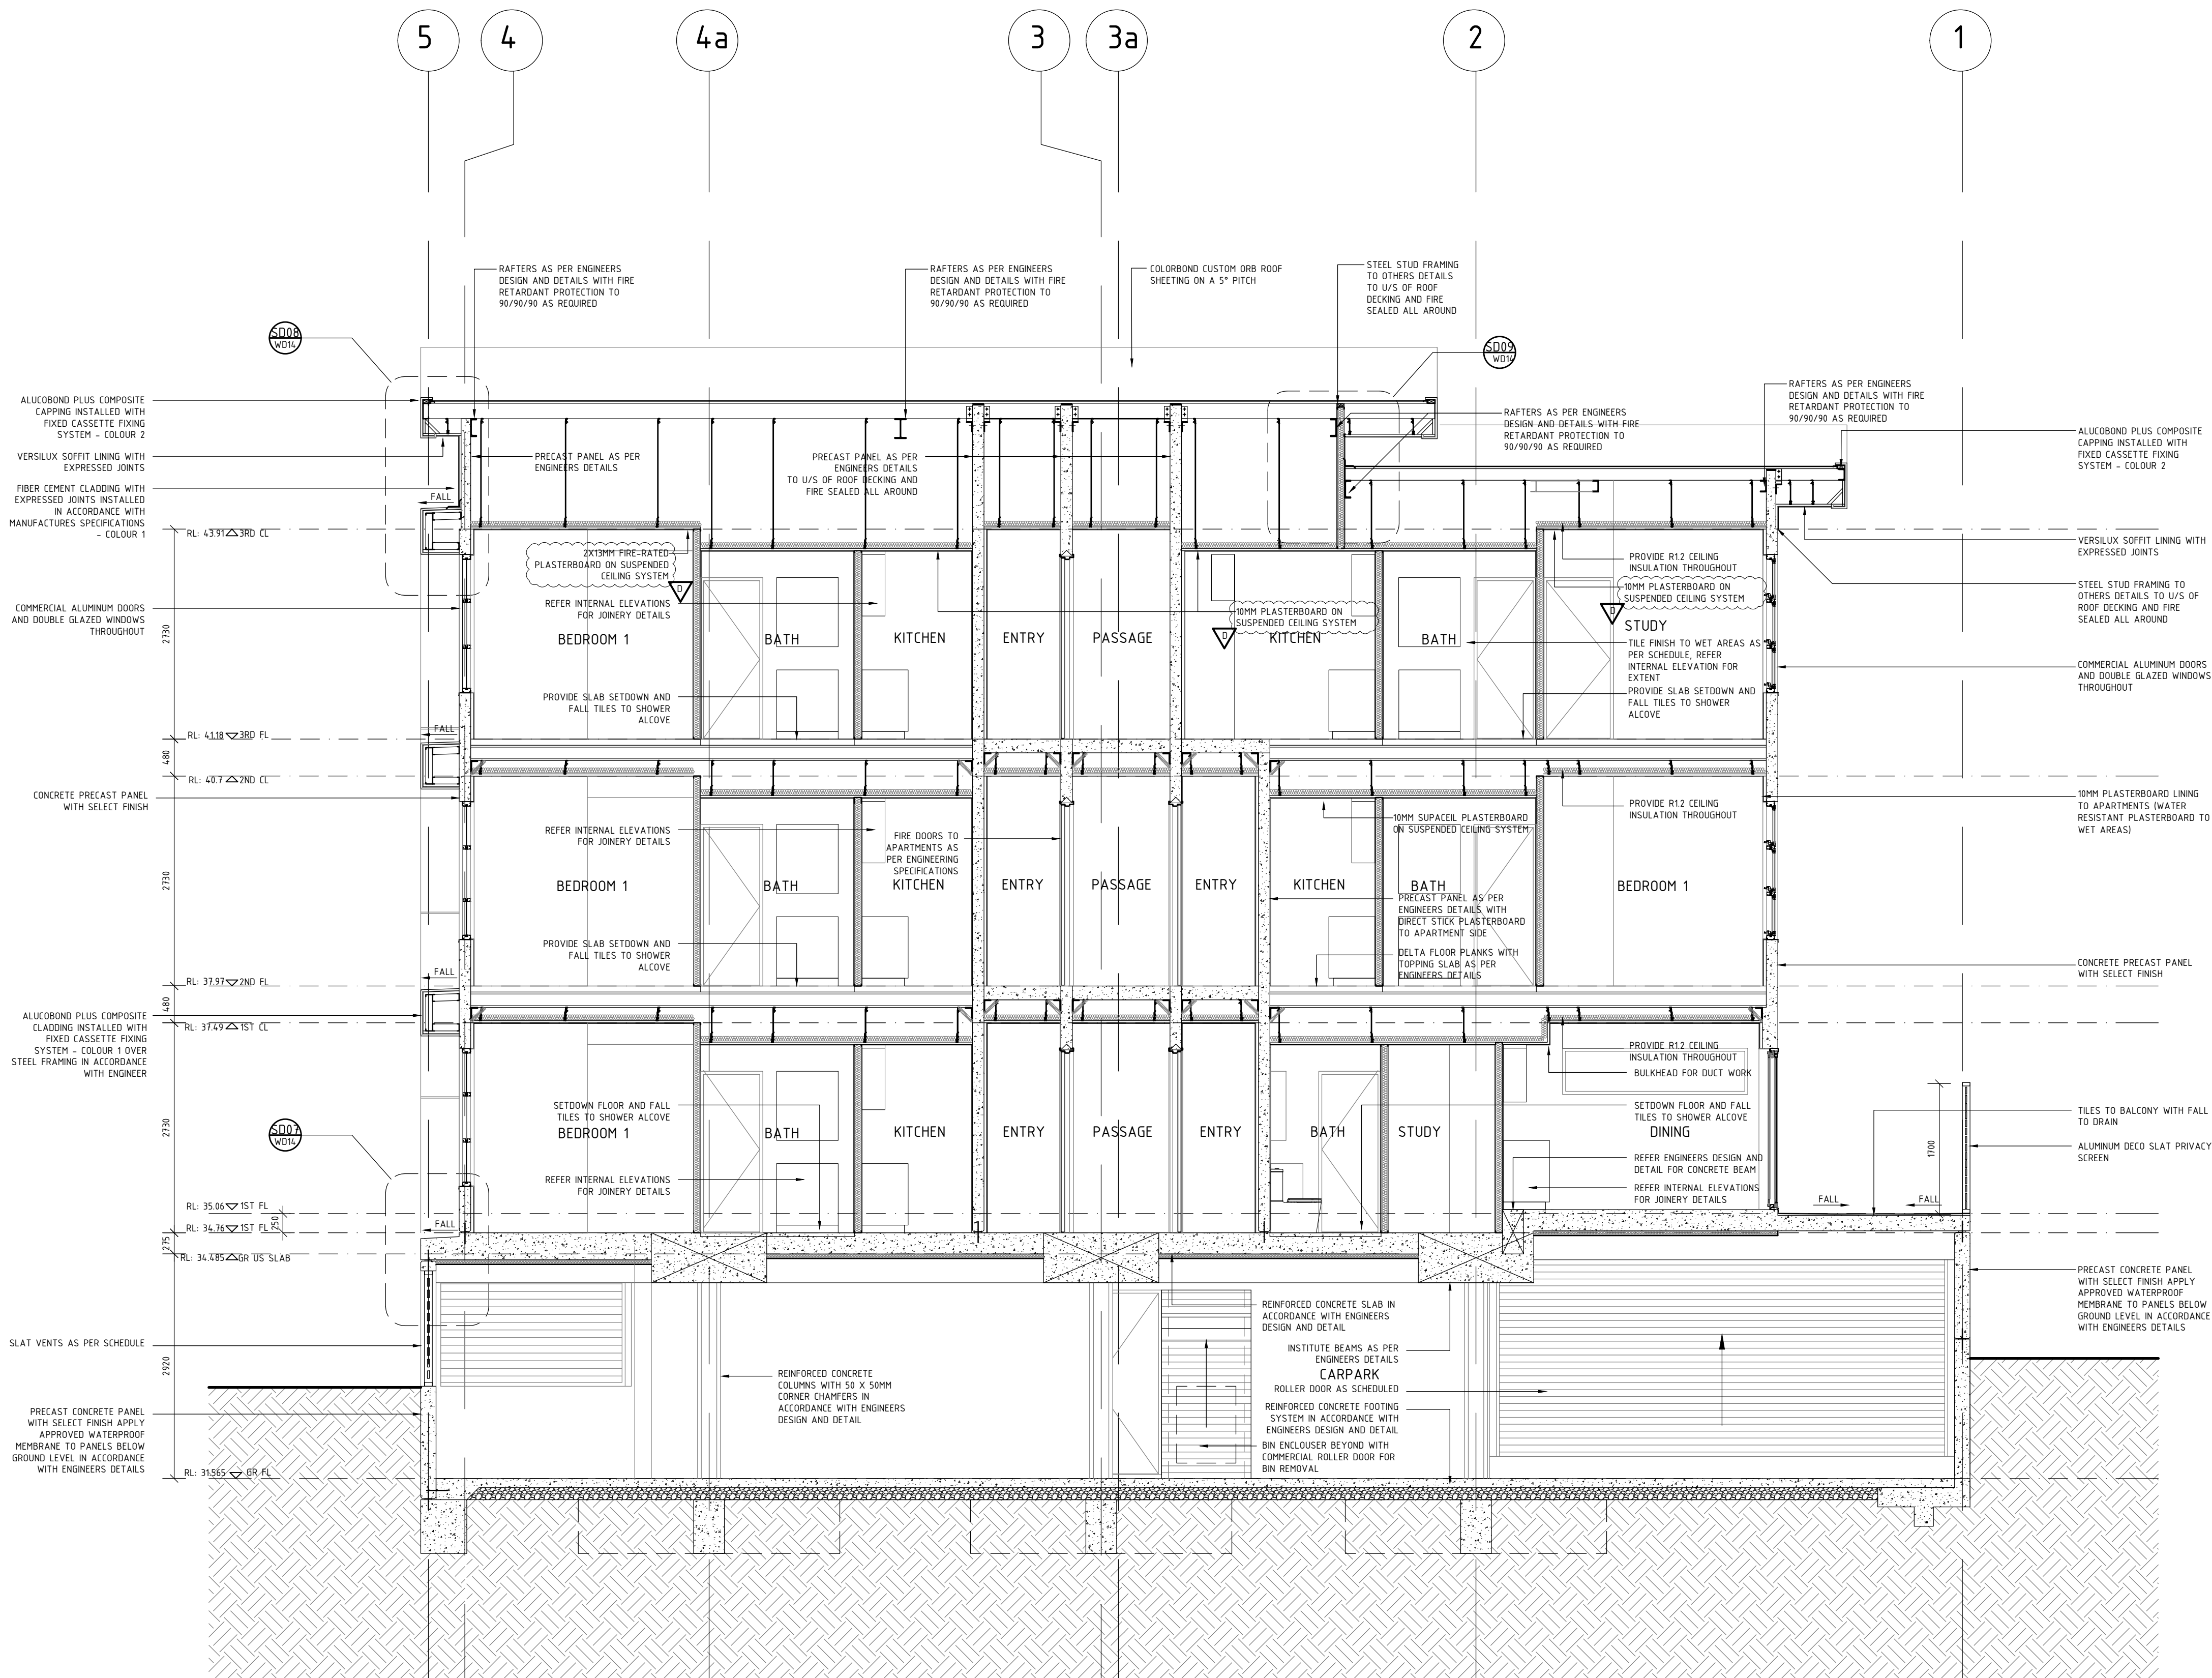 5
4
4a
3
3a
2
1
RAFTERS AS PER ENGINEERS
DESIGN AND DETAILS WITH FIRE
RETARDANT PROTECTION TO
90/90/90 AS REQUIRED
RAFTERS AS PER ENGINEERS
DESIGN AND DETAILS WITH FIRE
RETARDANT PROTECTION TO
90/90/90 AS REQUIRED
COLORBOND CUSTOM ORB ROOF
SHEETING ON A 5° PITCH
STEEL STUD FRAMING
TO OTHERS DETAILS
TO U/S OF ROOF
DECKING AND FIRE
SEALED ALL AROUND
SD08
WD14
SD09
WD14
ALUCOBOND PLUS COMPOSITE
CAPPING INSTALLED WITH
FIXED CASSETTE FIXING
SYSTEM - COLOUR 2
VERSILUX SOFFIT LINING WITH
EXPRESSED JOINTS
FIBER CEMENT CLADDING WITH
EXPRESSED JOINTS INSTALLED
IN ACCORDANCE WITH
MANUFACTURES SPECIFICATIONS
- COLOUR 1
FALL
PRECAST PANEL AS PER
ENGINEERS DETAILS
PRECAST PANEL AS PER
ENGINEERS DETAILS
TO U/S OF ROOF DECKING AND
FIRE SEALED ALL AROUND
RAFTERS AS PER ENGINEERS
DESIGN AND DETAILS WITH FIRE
RETARDANT PROTECTION TO
90/90/90 AS REQUIRED
RAFTERS AS PER ENGINEERS
DESIGN AND DETAILS WITH FIRE
RETARDANT PROTECTION TO
90/90/90 AS REQUIRED
ALUCOBOND PLUS COMPOSITE
CAPPING INSTALLED WITH
FIXED CASSETTE FIXING
SYSTEM - COLOUR 2
RL: 43.91 3RD CL
2X13MM FIRE-RATED
PLASTERBOARD ON SUSPENDED
CEILING SYSTEM
D
REFER INTERNAL ELEVATIONS
FOR JOINERY DETAILS
10MM PLASTERBOARD ON
SUSPENDED CEILING SYSTEM
D
PROVIDE R1.2 CEILING
INSULATION THROUGHOUT
10MM PLASTERBOARD ON
SUSPENDED CEILING SYSTEM
D
VERSILUX SOFFIT LINING WITH
EXPRESSED JOINTS
STEEL STUD FRAMING TO
OTHERS DETAILS TO U/S OF
ROOF DECKING AND FIRE
SEALED ALL AROUND
COMMERCIAL ALUMINUM DOORS
AND DOUBLE GLAZED WINDOWS
THROUGHOUT
2730
BEDROOM 1
BATH
KITCHEN
ENTRY
PASSAGE
KITCHEN
BATH
STUDY
TILE FINISH TO WET AREAS AS
PER SCHEDULE, REFER
INTERNAL ELEVATION FOR
EXTENT
PROVIDE SLAB SETDOWN AND
FALL TILES TO SHOWER
ALCOVE
COMMERCIAL ALUMINUM DOORS
AND DOUBLE GLAZED WINDOWS
THROUGHOUT
PROVIDE SLAB SETDOWN AND
FALL TILES TO SHOWER
ALCOVE
FALL
RL: 41.18 3RD FL
480
RL: 40.7 2ND CL
CONCRETE PRECAST PANEL
WITH SELECT FINISH
REFER INTERNAL ELEVATIONS
FOR JOINERY DETAILS
FIRE DOORS TO
APARTMENTS AS
PER ENGINEERING
SPECIFICATIONS
10MM SUPACEIL PLASTERBOARD
ON SUSPENDED CEILING SYSTEM
PROVIDE R1.2 CEILING
INSULATION THROUGHOUT
10MM PLASTERBOARD LINING
TO APARTMENTS (WATER
RESISTANT PLASTERBOARD TO
WET AREAS)
2730
BEDROOM 1
BATH
KITCHEN
ENTRY
PASSAGE
ENTRY
KITCHEN
BATH
BEDROOM 1
PRECAST PANEL AS PER
ENGINEERS DETAILS WITH
DIRECT STICK PLASTERBOARD
TO APARTMENT SIDE
DELTA FLOOR PLANKS WITH
TOPPING SLAB AS PER
ENGINEERS DETAILS
CONCRETE PRECAST PANEL
WITH SELECT FINISH
PROVIDE SLAB SETDOWN AND
FALL TILES TO SHOWER
ALCOVE
FALL
RL: 37.97 2ND FL
480
RL: 37.49 1ST CL
ALUCOBOND PLUS COMPOSITE
CLADDING INSTALLED WITH
FIXED CASSETTE FIXING
SYSTEM - COLOUR 1 OVER
STEEL FRAMING IN ACCORDANCE
WITH ENGINEER
PROVIDE R1.2 CEILING
INSULATION THROUGHOUT
BULKHEAD FOR DUCT WORK
SETDOWN FLOOR AND FALL
TILES TO SHOWER ALCOVE
SETDOWN FLOOR AND FALL
TILES TO SHOWER ALCOVE
SD07
WD14
2730
BEDROOM 1
BATH
KITCHEN
ENTRY
PASSAGE
ENTRY
BATH
STUDY
DINING
1700
TILES TO BALCONY WITH FALL
TO DRAIN
ALUMINUM DECO SLAT PRIVACY
SCREEN
REFER INTERNAL ELEVATIONS
FOR JOINERY DETAILS
REFER ENGINEERS DESIGN AND
DETAIL FOR CONCRETE BEAM
REFER INTERNAL ELEVATIONS
FOR JOINERY DETAILS
FALL
FALL
RL: 35.06 1ST FL
250
RL: 34.76 1ST FL
FALL
275
RL: 34.485 GR US SLAB
PRECAST CONCRETE PANEL
WITH SELECT FINISH APPLY
APPROVED WATERPROOF
MEMBRANE TO PANELS BELOW
GROUND LEVEL IN ACCORDANCE
WITH ENGINEERS DETAILS
SLAT VENTS AS PER SCHEDULE
2920
REINFORCED CONCRETE SLAB IN
ACCORDANCE WITH ENGINEERS
DESIGN AND DETAIL
INSTITUTE BEAMS AS PER
ENGINEERS DETAILS
CARPARK
ROLLER DOOR AS SCHEDULED
REINFORCED CONCRETE
COLUMNS WITH 50 X 50MM
CORNER CHAMFERS IN
ACCORDANCE WITH ENGINEERS
DESIGN AND DETAIL
REINFORCED CONCRETE FOOTING
SYSTEM IN ACCORDANCE WITH
ENGINEERS DESIGN AND DETAIL
BIN ENCLOUSER BEYOND WITH
COMMERCIAL ROLLER DOOR FOR
BIN REMOVAL
PRECAST CONCRETE PANEL
WITH SELECT FINISH APPLY
APPROVED WATERPROOF
MEMBRANE TO PANELS BELOW
GROUND LEVEL IN ACCORDANCE
WITH ENGINEERS DETAILS
RL: 31.565 GR FL